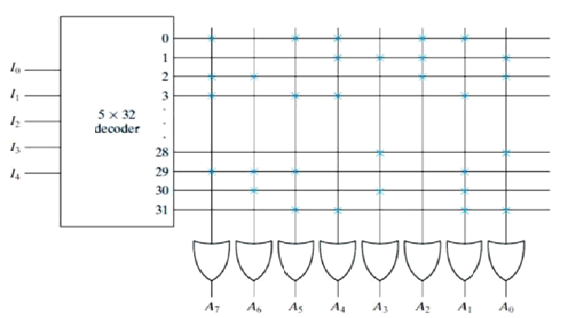 0
1
I₀
2
I₁
3
5 × 32
decoder
I₂
I₃
28
I₄
29
30
31
A₇ A₆ A₅ A₄ A₃ A₂ A₁ A₀